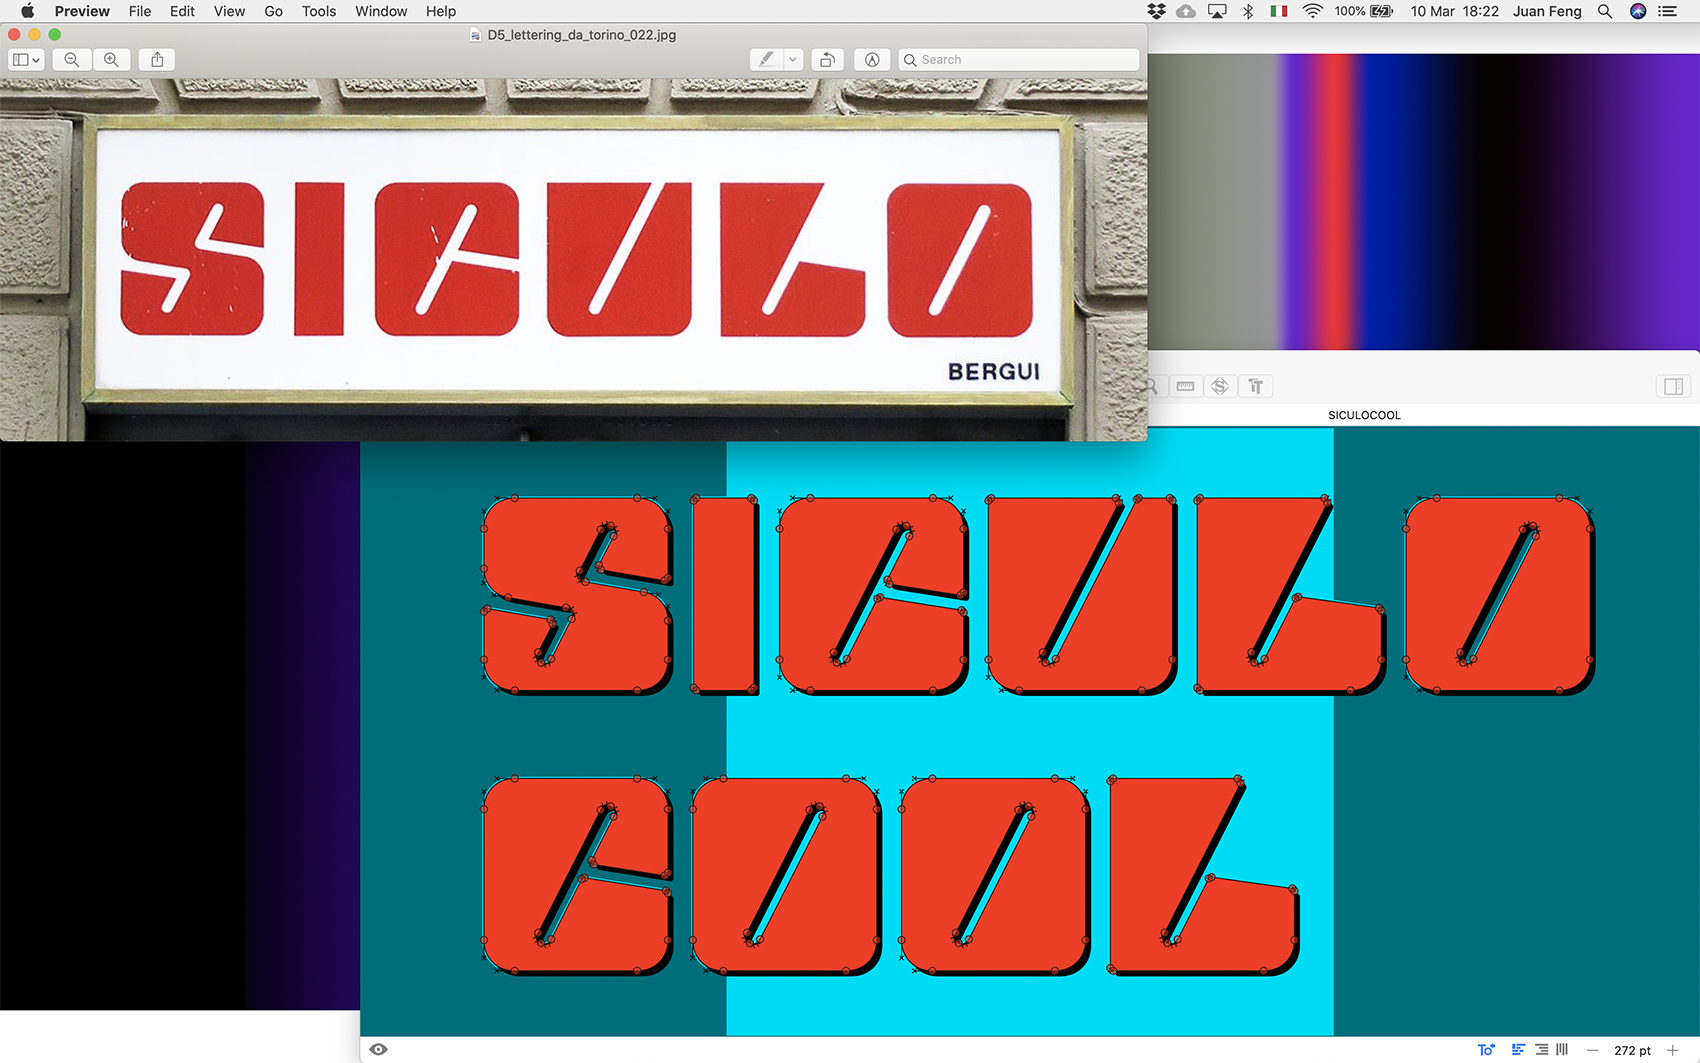 Preview File Edit View Go Tools Window Help 100% 10 Mar 18:22 Juan Feng
D5_lettering_da_torino_022.jpg
Search
SICULO
BERGUI
SICULOCOOL
SICULO
COOL
272 pt